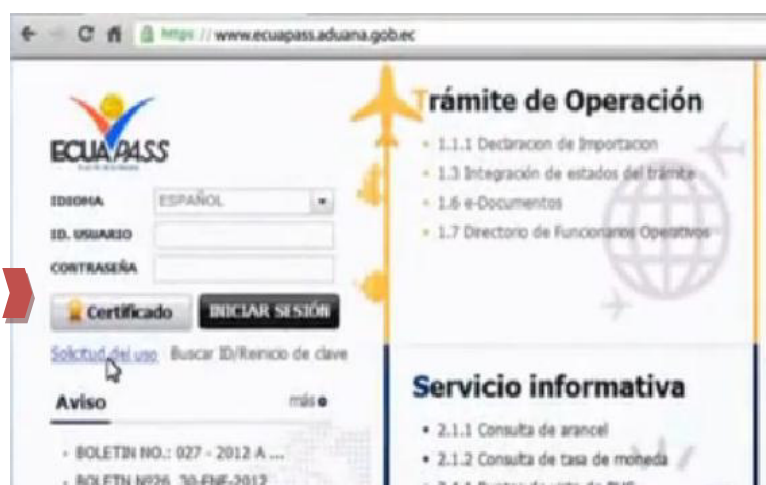 https://www.ecuapass.aduana.gob.ec
ECUAPASS
IDIOMA ESPAÑOL
ID. USUARIO
CONTRASEÑA
Certificado INICIAR SESIÓN
Solicitud del uso Buscar ID/Reinicio de clave
Aviso más
BOLETIN NO.: 027 - 2012 A ...
BOLETN Nº26, 30-ENE-2012
Trámite de Operación
1.1.1 Declaracion de Importacion
1.3 Integración de estados del trámite
1.6 e-Documentos
1.7 Directorio de Funcionarios Operativos
Servicio informativa
2.1.1 Consulta de arancel
2.1.2 Consulta de tasa de moneda